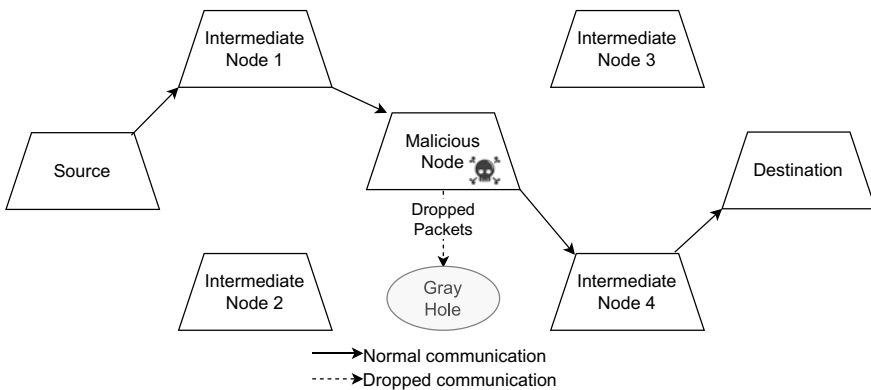 Intermediate
Node 1
Intermediate
Node 3
Source
Malicious
Node
Destination
Dropped
Packets
Intermediate
Node 2
Gray
Hole
Intermediate
Node 4
Normal communication
Dropped communication